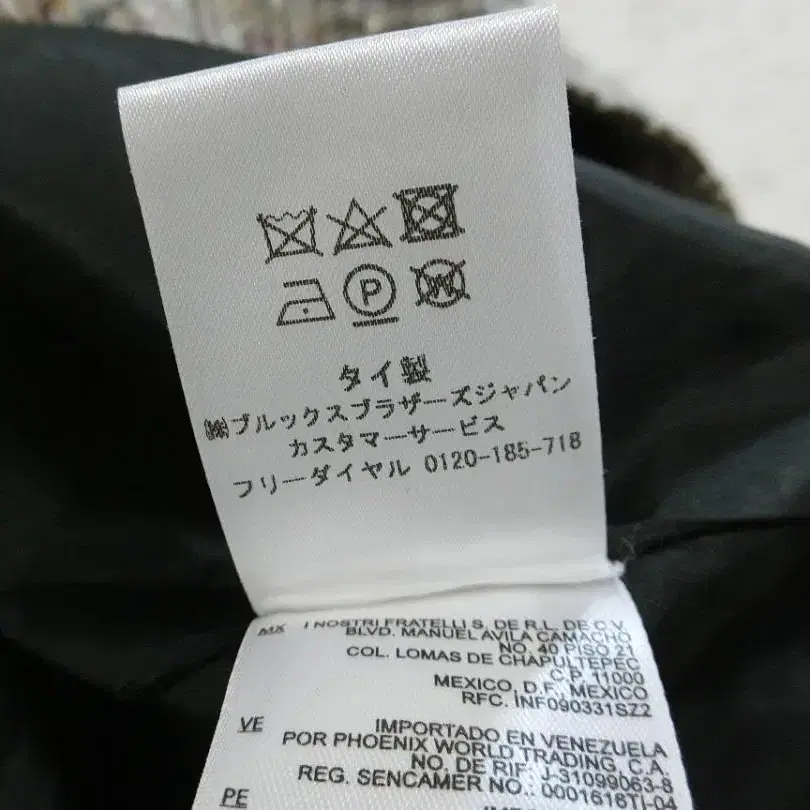 P
W
タイ製
㈱ブルックスブラザーズジャパン
カスタマーサービス
フリーダイヤル 0120-185-718
MX I NOSTRI FRATELLI S, DE R.L. DE C.V.
BLVD. MANUEL AVILA CAMACHO
NO. 40 PISO 21
COL. LOMAS DE CHAPULTEPEC
C.P. 11000
MEXICO, D.F., MEXICO
RFC. INF090331SZ2
VE IMPORTADO EN VENEZUELA
POR PHOENIX WORLD TRADING, C.A.
NO. DE RIF: J-31099063-8
REG. SENCAMER NO.: 0001616TI-04
PE